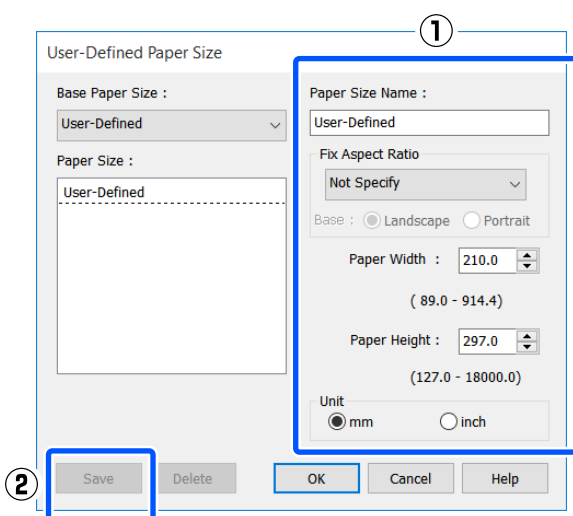 ①
User-Defined Paper Size
Base Paper Size :
User-Defined
Paper Size :
User-Defined
Paper Size Name :
User-Defined
Fix Aspect Ratio
Not Specify
Base : Landscape Portrait
Paper Width : 210.0
( 89.0 - 914.4)
Paper Height : 297.0
(127.0 - 18000.0)
Unit
mm inch
② Save Delete OK Cancel Help